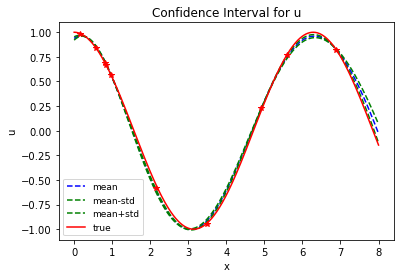 Confidence Interval for u
1.00
0.75
0.50
0.25
0.00
−0.25
−0.50
−0.75
−1.00
u
mean
mean-std
mean+std
true
0 1 2 3 4 5 6 7 8
x